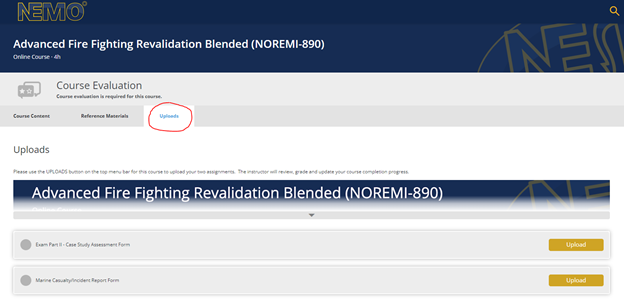 NEMO°
Advanced Fire Fighting Revalidation Blended (NOREMI-890)
Online Course - 4h
Course Evaluation
Course evaluation is required for this course.
Course Content Reference Materials Uploads
Uploads
Please use the UPLOADS button on the top menu bar for this course to upload your two assignments. The instructor will review, grade and update your course completion progress.
Advanced Fire Fighting Revalidation Blended (NOREMI-890)
Exam Part II - Case Study Assessment Form Upload
Marine Casualty/Incident Report Form Upload